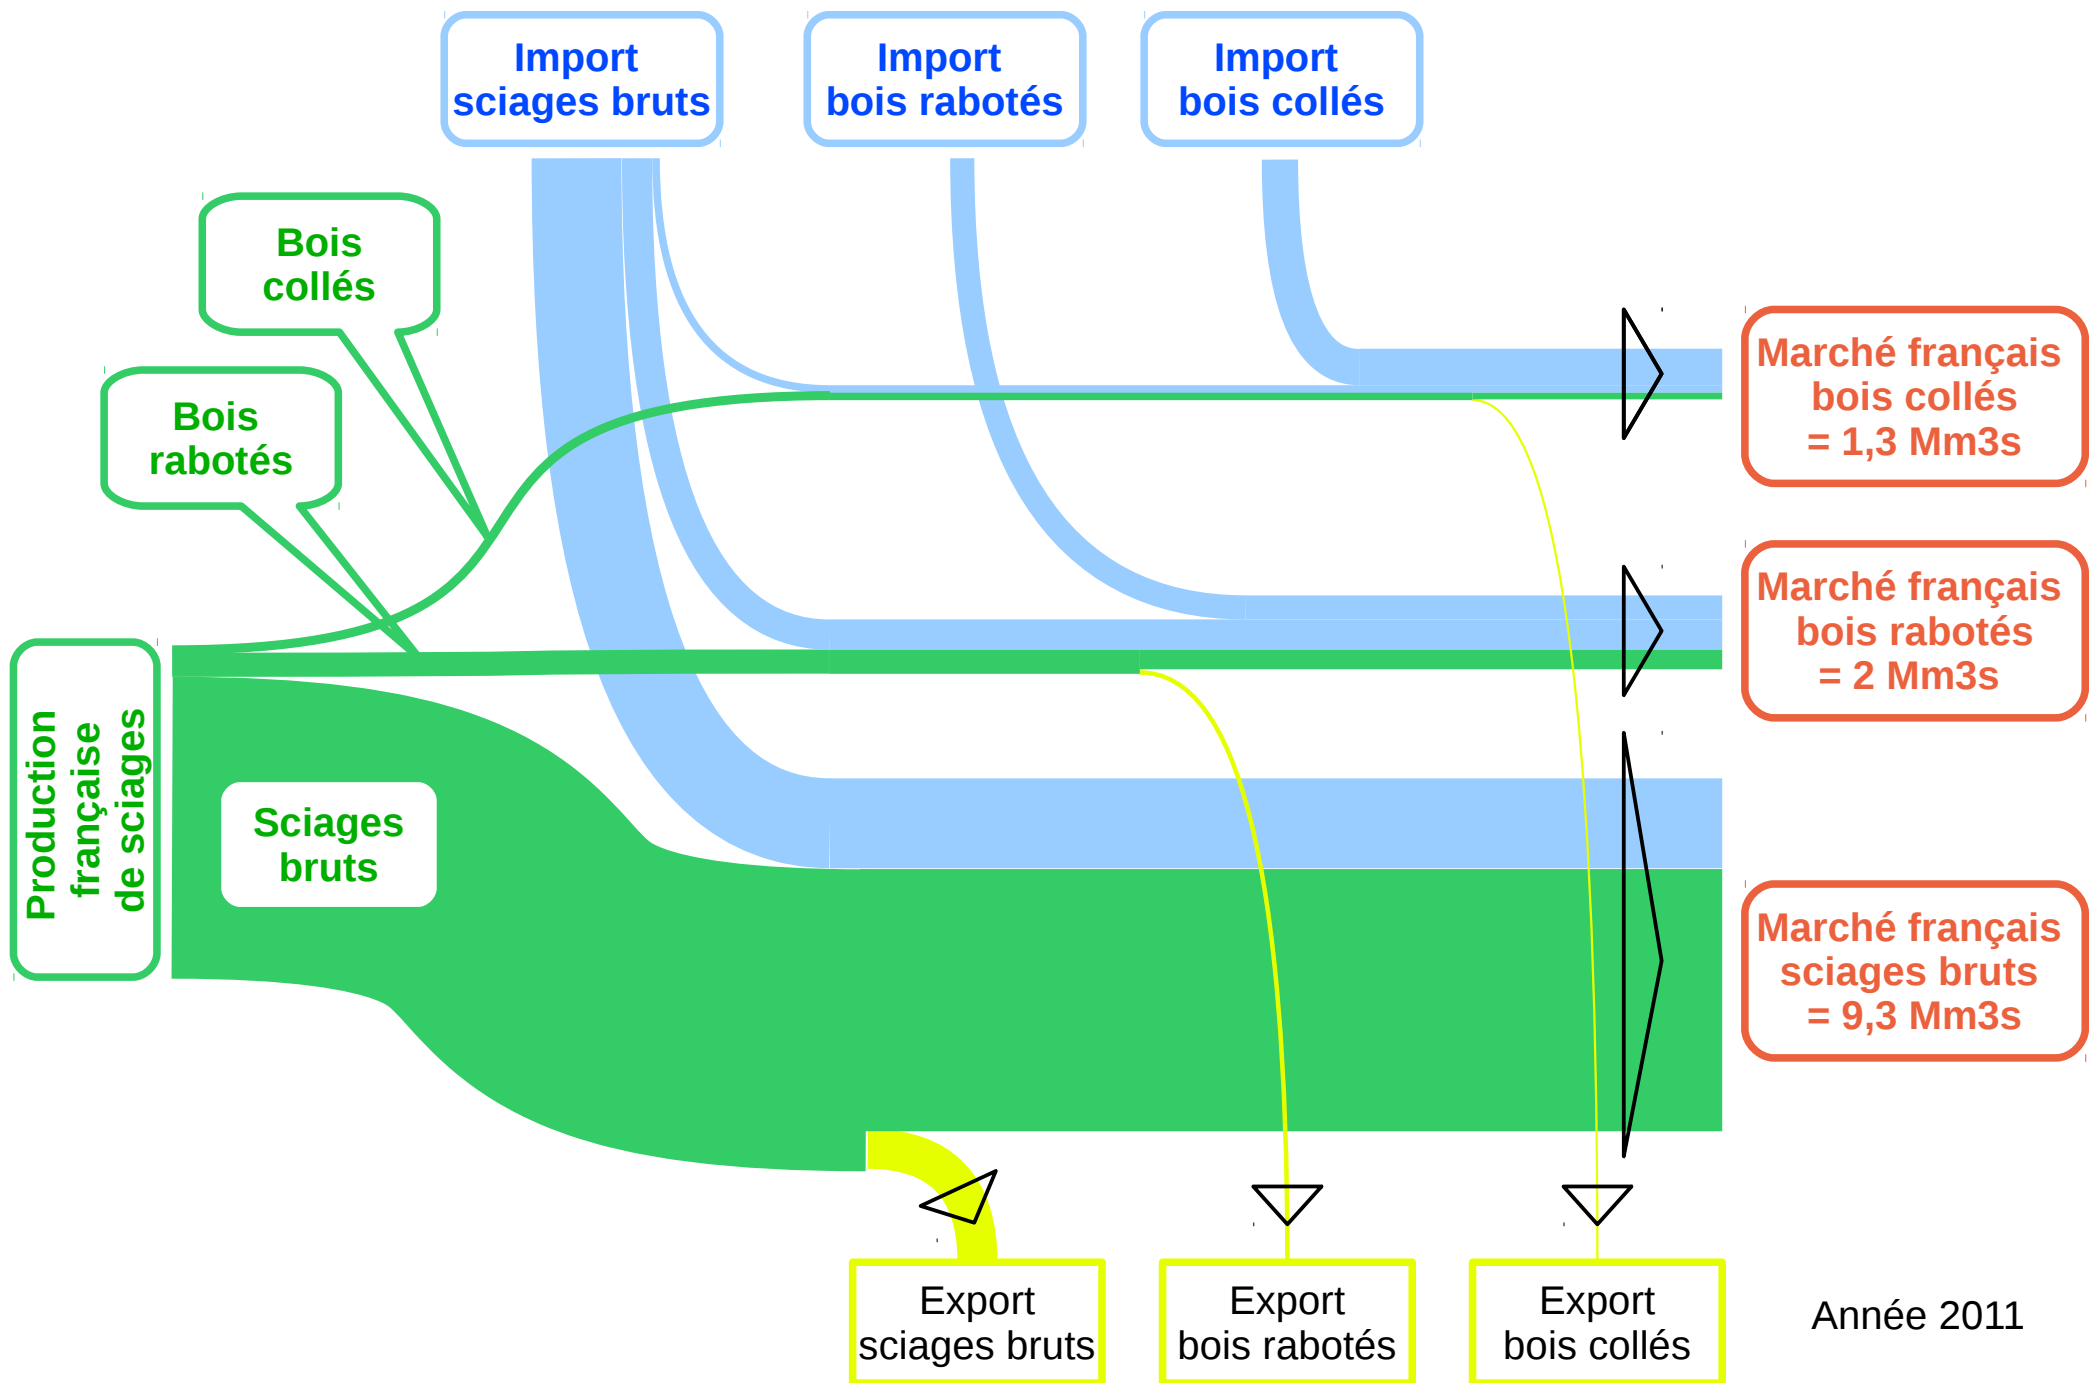 Import
sciages bruts
Import
bois rabotés
Import
bois collés
Bois
collés
Bois
rabotés
Production
française
de sciages
Sciages
bruts
Marché français
bois collés
= 1,3 Mm3s
Marché français
bois rabotés
= 2 Mm3s
Marché français
sciages bruts
= 9,3 Mm3s
Export
sciages bruts
Export
bois rabotés
Export
bois collés
Année 2011